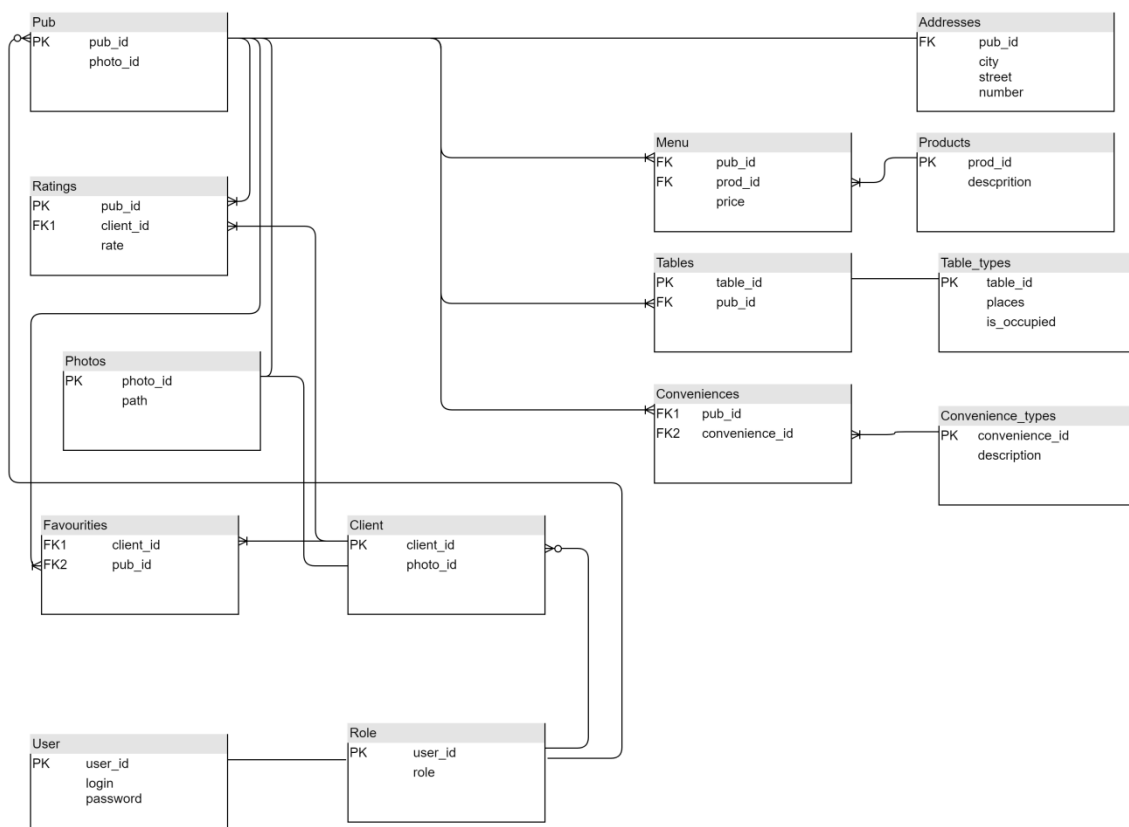 Pub
PK pub_id
photo_id
Addresses
FK pub_id
city
street
number
Menu
FK pub_id
FK prod_id
price
Products
PK prod_id
descprition
Ratings
PK pub_id
FK1 client_id
rate
Tables
PK table_id
FK pub_id
Table_types
PK table_id
places
is_occupied
Photos
PK photo_id
path
Conveniences
FK1 pub_id
FK2 convenience_id
Convenience_types
PK convenience_id
description
Favourities
FK1 client_id
FK2 pub_id
Client
PK client_id
photo_id
User
PK user_id
login
password
Role
PK user_id
role